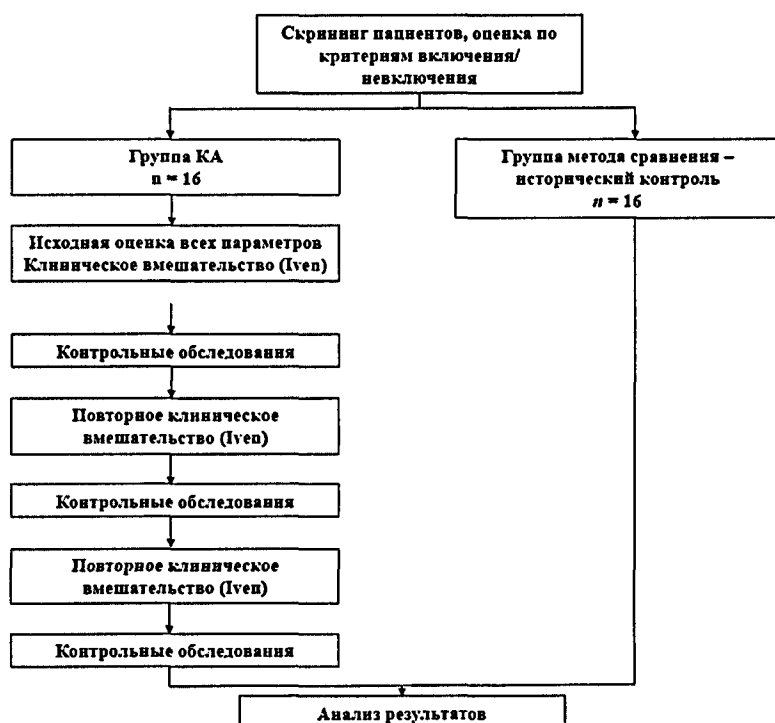 Скрининг пациентов, оценка по
критериям включения/
невключения
Группа КА
n = 16
Группа метода сравнения –
исторический контроль
n = 16
Исходная оценка всех параметров
Клиническое вмешательство (Iven)
Контрольные обследования
Повторное клиническое
вмешательство (Iven)
Контрольные обследования
Повторное клиническое
вмешательство (Iven)
Контрольные обследования
Анализ результатов